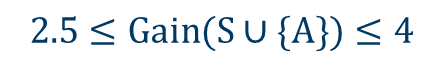 2.5 ≤ Gain(S ∪ {A}) ≤ 4